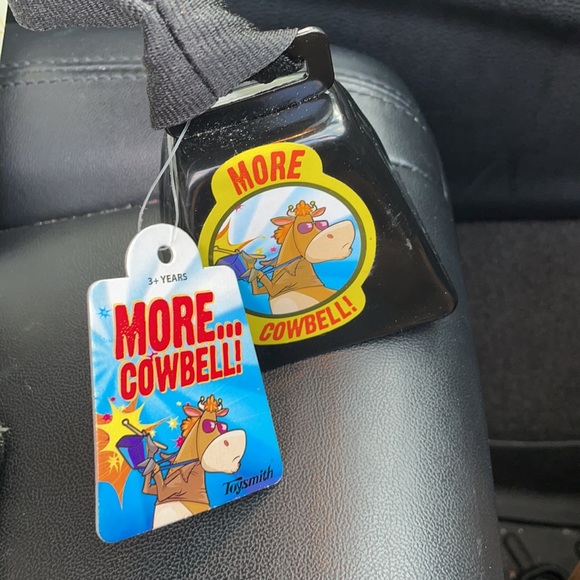 MORE
COWBELL!
3+ YEARS
MORE...
COWBELL!
Toysmith